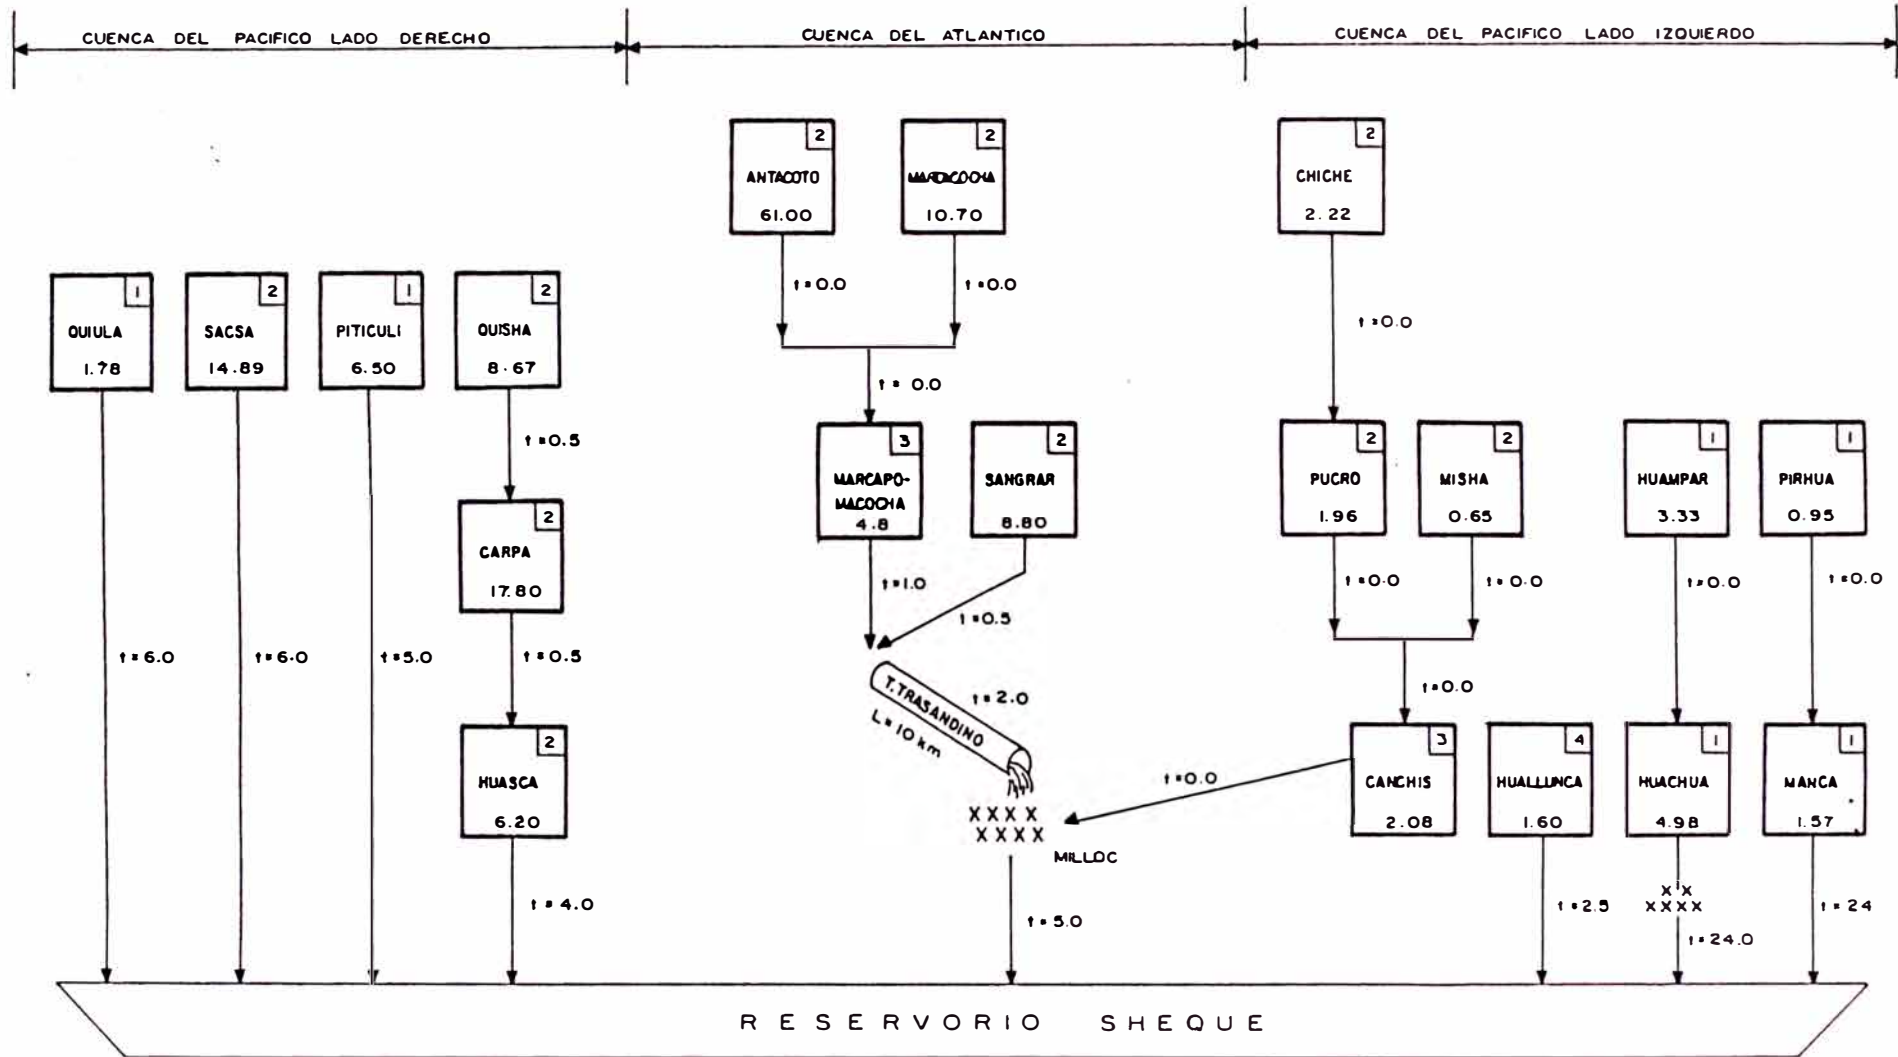 CUENCA DEL PACIFICO LADO DERECHO
CUENCA DEL ATLANTICO
CUENCA DEL PACIFICO LADO IZQUIERDO
2
ANTACOTO
61.00
2
10.70
2
CHICHE
2.22
t=0.0
t=0.0
t=0.0
1
QUIULA
1.78
2
SACSA
14.89
1
PITICULI
6.50
2
QUISHA
8.67
t= 0.0
t=0.5
3
MARCAPO-
MACOCHA
4.8
2
SANGRAR
8.80
2
PUCRO
1.96
2
MISHA
0.65
1
HUAMPAR
3.33
1
PIRHUA
0.95
2
CARPA
17.80
t=1.0
t=0.5
t=0.0
t=0.0
t=0.0
t=0.0
t=6.0
t=6.0
t=5.0
t=0.5
T. TRASANDINO
L= 10 km
t=2.0
t=0.0
2
HUASCA
6.20
t=0.0
3
CANCHIS
2.08
4
HUALLUNCA
1.60
1
HUACHUA
4.98
1
MANCA
1.57
X X X X
X X X X
MILLOC
t=4.0
t=5.0
t=2.5
X X
X X X X
t=24.0
t=24
RESERVORIO SHEQUE